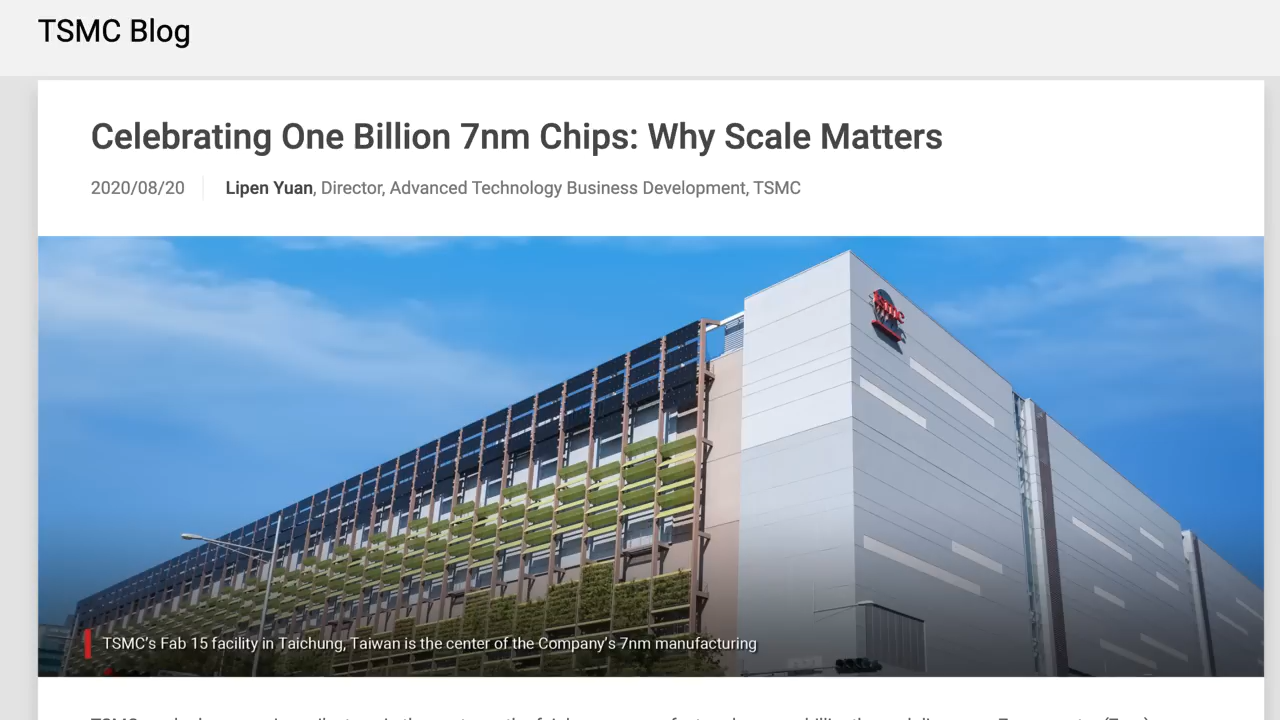 TSMC Blog
Celebrating One Billion 7nm Chips: Why Scale Matters
2020/08/20 Lipen Yuan, Director, Advanced Technology Business Development, TSMC
tsmc
TSMC's Fab 15 facility in Taichung, Taiwan is the center of the Company's 7nm manufacturing